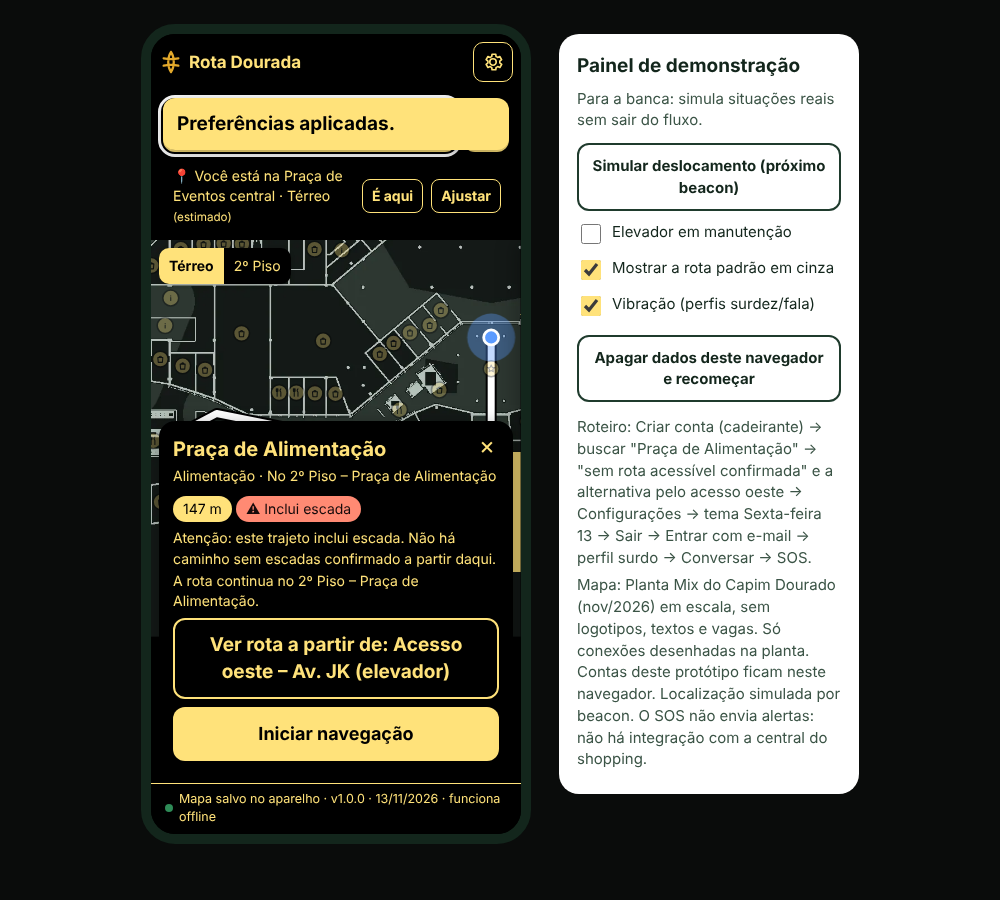 Rota Dourada
Preferências aplicadas.
📍 Você está na Praça de
Eventos central · Térreo
(estimado)
É aqui
Ajustar
Térreo
2º Piso
Praça de Alimentação
✕
Alimentação · No 2º Piso – Praça de Alimentação
147 m
⚠ Inclui escada
Atenção: este trajeto inclui escada. Não há
caminho sem escadas confirmado a partir daqui.
A rota continua no 2º Piso – Praça de
Alimentação.
Ver rota a partir de: Acesso
oeste – Av. JK (elevador)
Iniciar navegação
Mapa salvo no aparelho · v1.0.0 · 13/11/2026 · funciona
offline
Painel de demonstração
Para a banca: simula situações reais
sem sair do fluxo.
Simular deslocamento (próximo
beacon)
Elevador em manutenção
Mostrar a rota padrão em cinza
Vibração (perfis surdez/fala)
Apagar dados deste navegador
e recomeçar
Roteiro: Criar conta (cadeirante) →
buscar "Praça de Alimentação" →
"sem rota acessível confirmada" e a
alternativa pelo acesso oeste →
Configurações → tema Sexta-feira
13 → Sair → Entrar com e-mail →
perfil surdo → Conversar → SOS.
Mapa: Planta Mix do Capim Dourado
(nov/2026) em escala, sem
logotipos, textos e vagas. Só
conexões desenhadas na planta.
Contas deste protótipo ficam neste
navegador. Localização simulada por
beacon. O SOS não envia alertas:
não há integração com a central do
shopping.